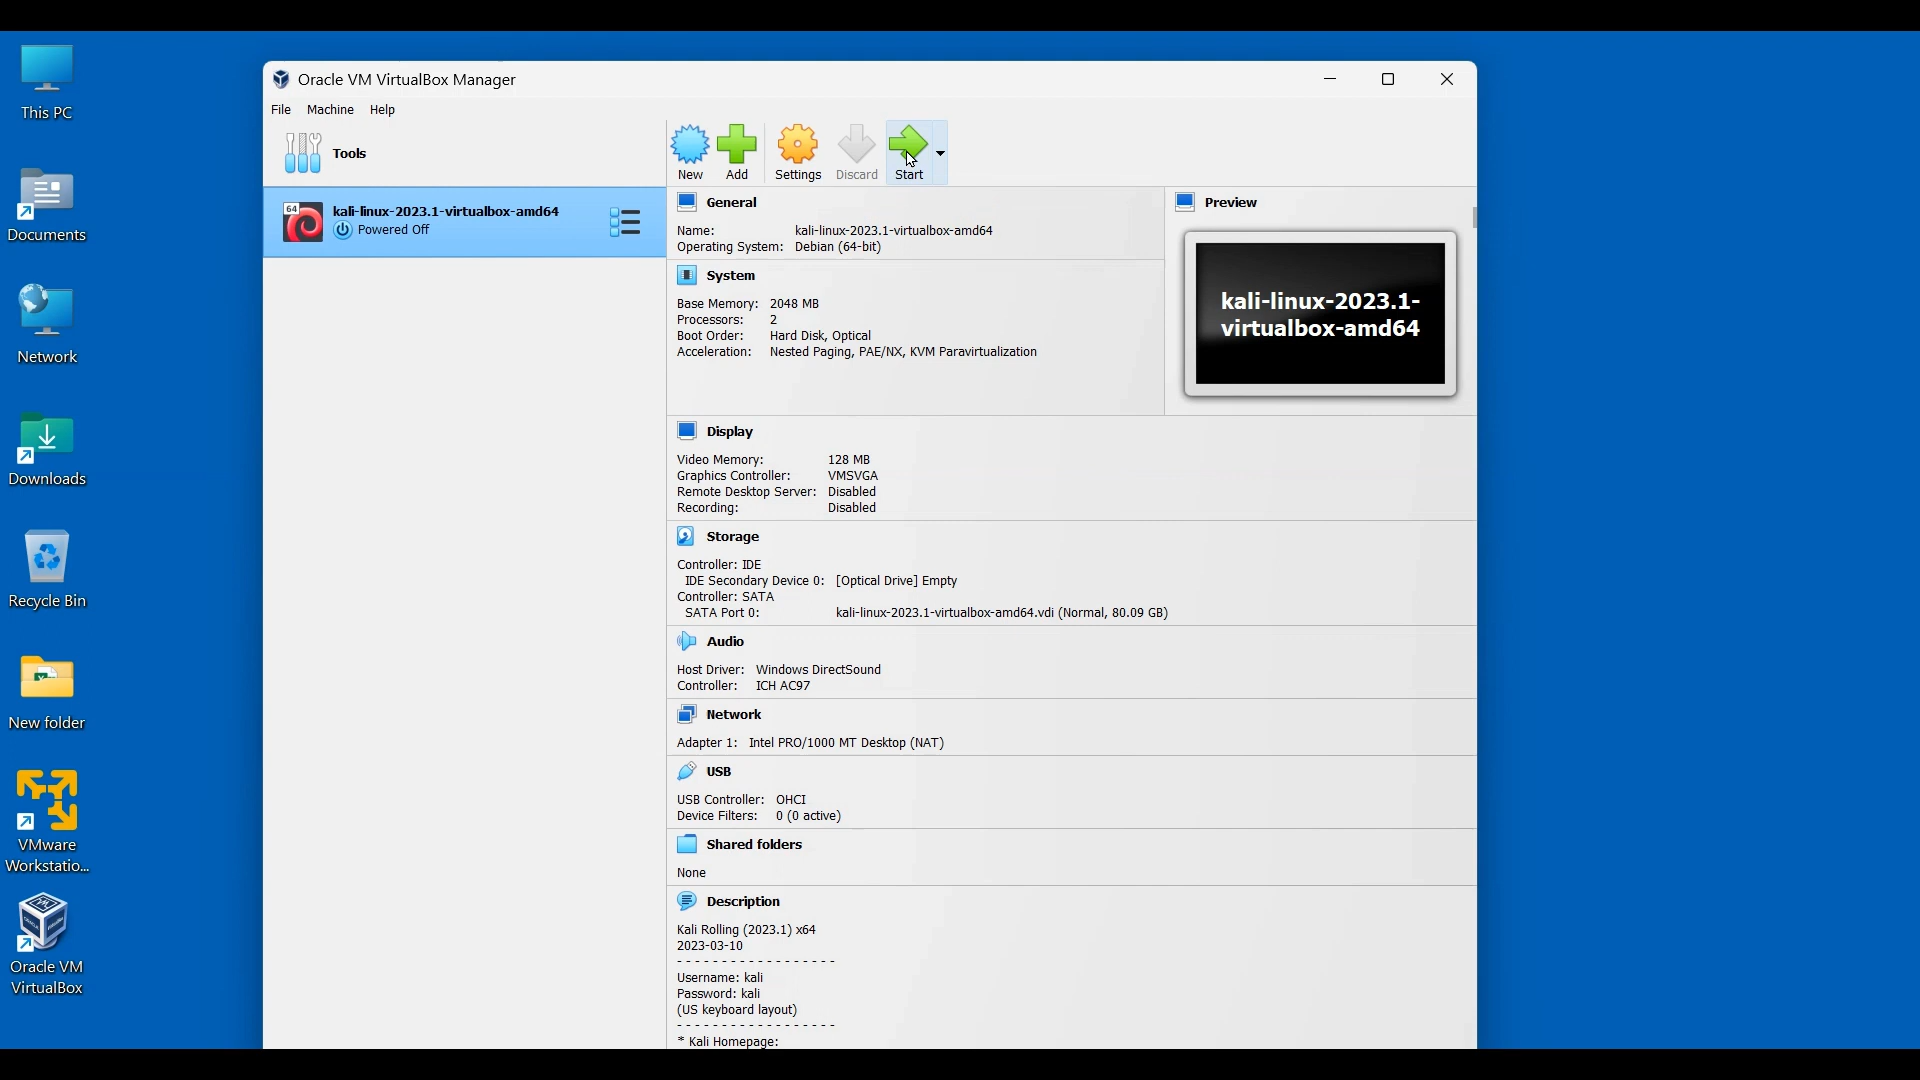 This PC
Documents
Network
Downloads
Recycle Bin
New folder
VMware
Workstatio...
Oracle VM
VirtualBox
Oracle VM VirtualBox Manager
File Machine Help
Tools
64
kali-linux-2023.1-virtualbox-amd64
Powered Off
New Add Settings Discard Start
General
Name: kali-linux-2023.1-virtualbox-amd64
Operating System: Debian (64-bit)
System
Base Memory: 2048 MB
Processors: 2
Boot Order: Hard Disk, Optical
Acceleration: Nested Paging, PAE/NX, KVM Paravirtualization
Preview
kali-linux-2023.1-
virtualbox-amd64
Display
Video Memory: 128 MB
Graphics Controller: VMSVGA
Remote Desktop Server: Disabled
Recording: Disabled
Storage
Controller: IDE
IDE Secondary Device 0: [Optical Drive] Empty
Controller: SATA
SATA Port 0: kali-linux-2023.1-virtualbox-amd64.vdi (Normal, 80.09 GB)
Audio
Host Driver: Windows DirectSound
Controller: ICH AC97
Network
Adapter 1: Intel PRO/1000 MT Desktop (NAT)
USB
USB Controller: OHCI
Device Filters: 0 (0 active)
Shared folders
None
Description
Kali Rolling (2023.1) x64
2023-03-10
- - - - - - - - - - - - - - - - - -
Username: kali
Password: kali
(US keyboard layout)
- - - - - - - - - - - - - - - - - -
* Kali Homepage: